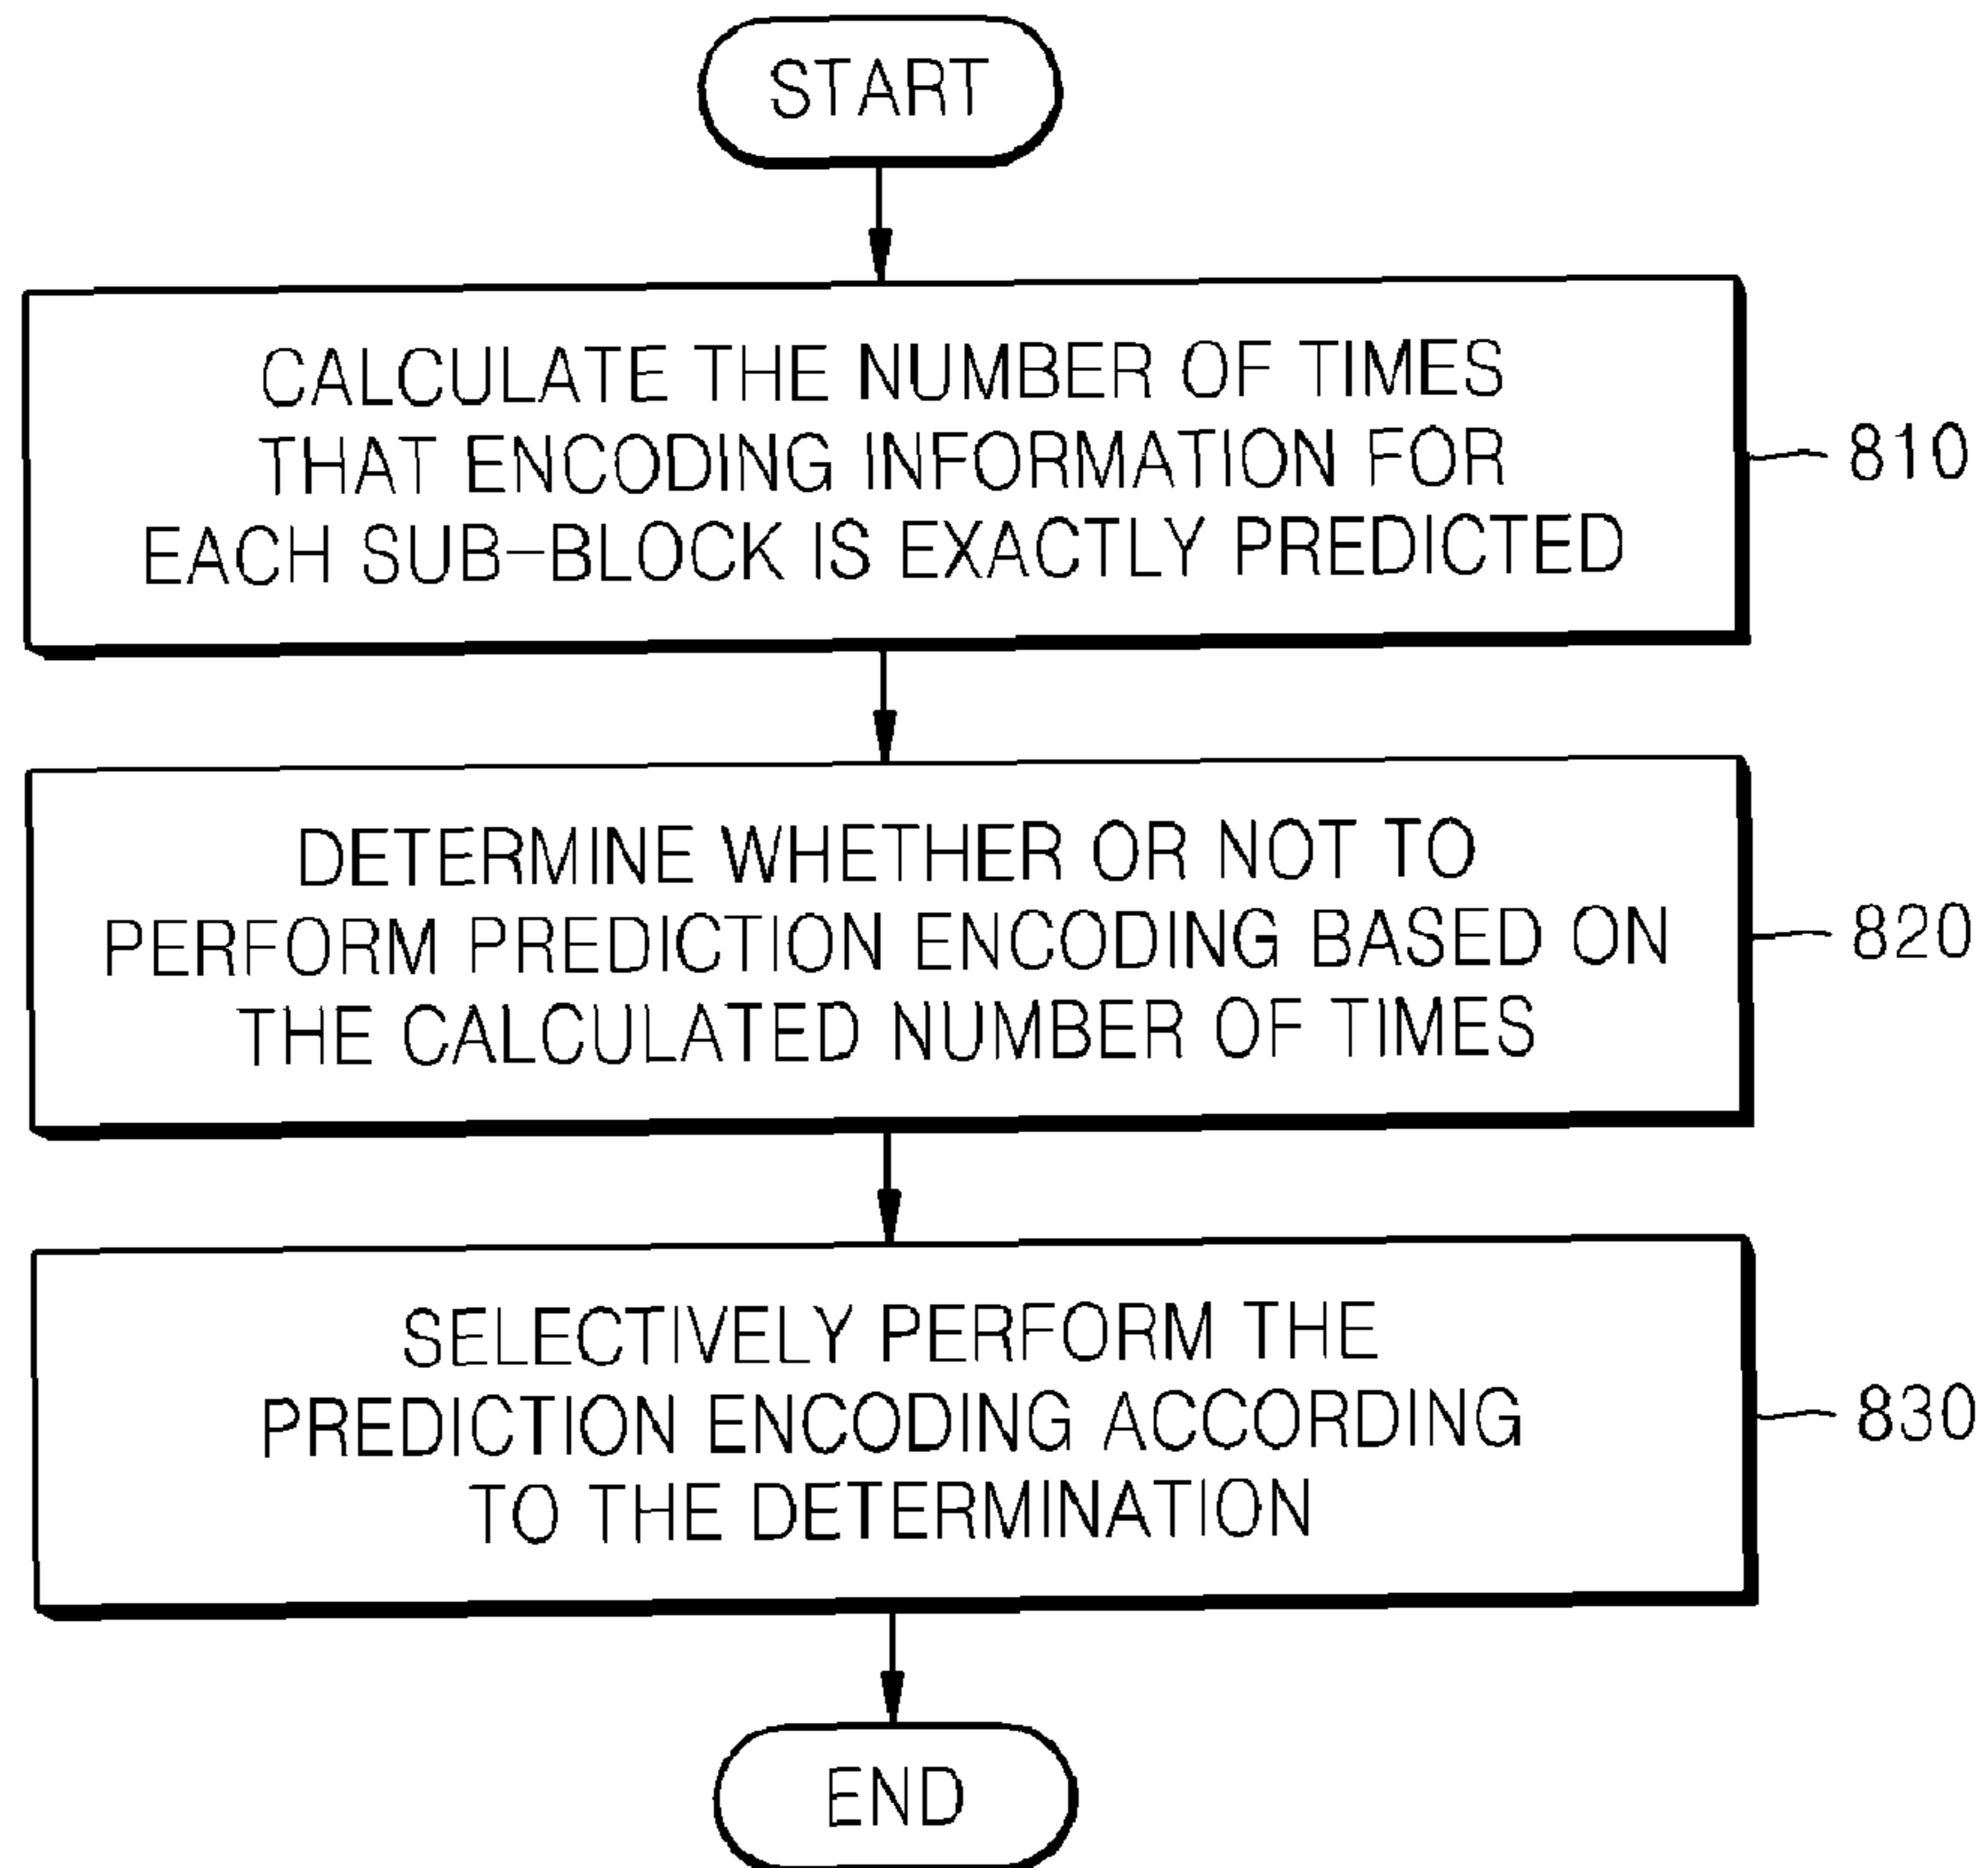 START
CALCULATE THE NUMBER OF TIMES
THAT ENCODING INFORMATION FOR
EACH SUB-BLOCK IS EXACTLY PREDICTED
810
DETERMINE WHETHER OR NOT TO
PERFORM PREDICTION ENCODING BASED ON
THE CALCULATED NUMBER OF TIMES
820
SELECTIVELY PERFORM THE
PREDICTION ENCODING ACCORDING
TO THE DETERMINATION
830
END